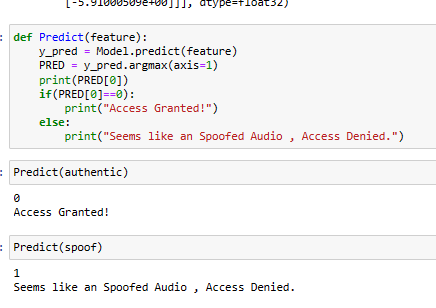 [-5.91000509e+00]]], dtype=float32)
: def Predict(feature):
y_pred = Model.predict(feature)
PRED = y_pred.argmax(axis=1)
print(PRED[0])
if(PRED[0]==0):
print("Access Granted!")
else:
print("Seems like an Spoofed Audio , Access Denied.")
: Predict(authentic)
0
Access Granted!
: Predict(spoof)
1
Seems like an Spoofed Audio , Access Denied.